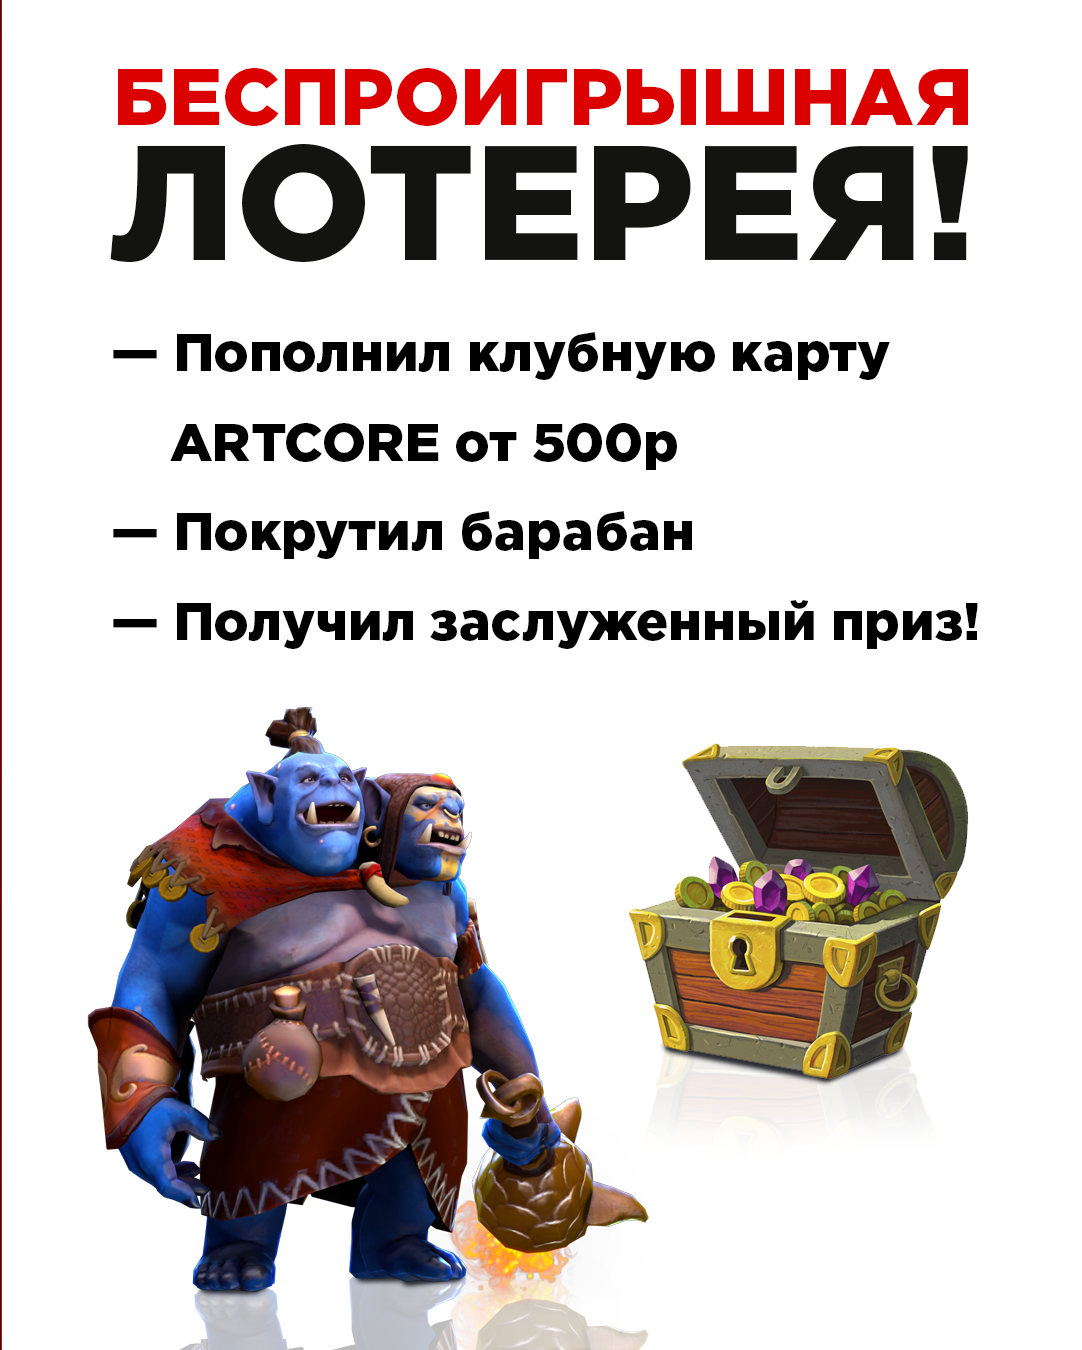 БЕСПРОИГРЫШНАЯ
ЛОТЕРЕЯ!
— Пополнил клубную карту
ARTCORE от 500р
— Покрутил барабан
— Получил заслуженный приз!